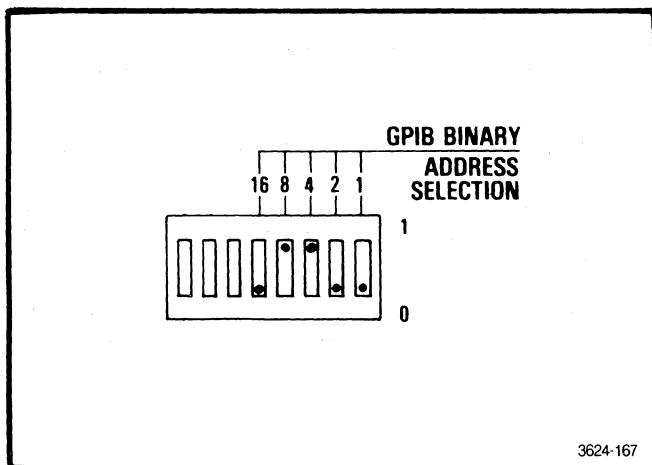 GPIB BINARY
ADDRESS
SELECTION
16 8 4 2 1
1
0
3624-167